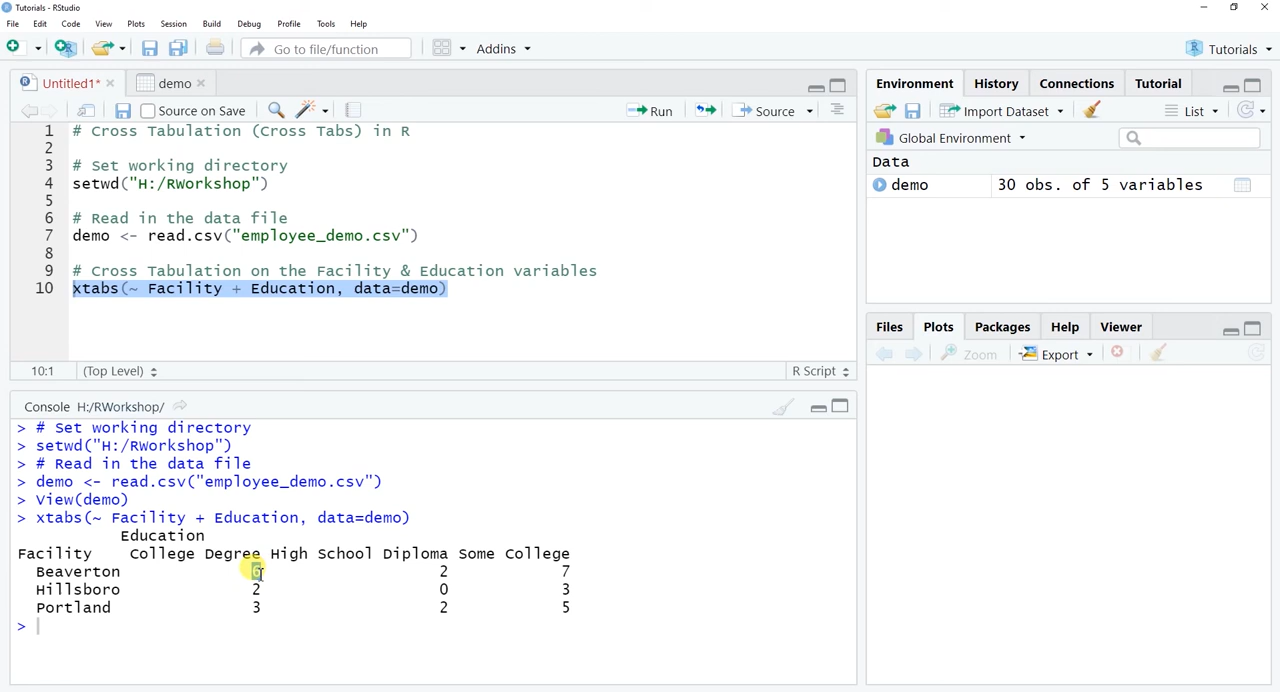 Tutorials - RStudio
File Edit Code View Plots Session Build Debug Profile Tools Help
Go to file/function Addins Tutorials
Untitled1* demo
Source on Save Run Source
1 # Cross Tabulation (Cross Tabs) in R
2
3 # Set working directory
4 setwd("H:/RWorkshop")
5
6 # Read in the data file
7 demo <- read.csv("employee_demo.csv")
8
9 # Cross Tabulation on the Facility & Education variables
10 xtabs(~ Facility + Education, data=demo)
10:1 (Top Level) R Script
Console H:/RWorkshop/
> # Set working directory
> setwd("H:/RWorkshop")
> # Read in the data file
> demo <- read.csv("employee_demo.csv")
> View(demo)
> xtabs(~ Facility + Education, data=demo)
Education
Facility College Degree High School Diploma Some College
Beaverton 2 7
Hillsboro 2 0 3
Portland 3 2 5
>
Environment History Connections Tutorial
Import Dataset List
Global Environment
Data
demo 30 obs. of 5 variables
Files Plots Packages Help Viewer
Zoom Export